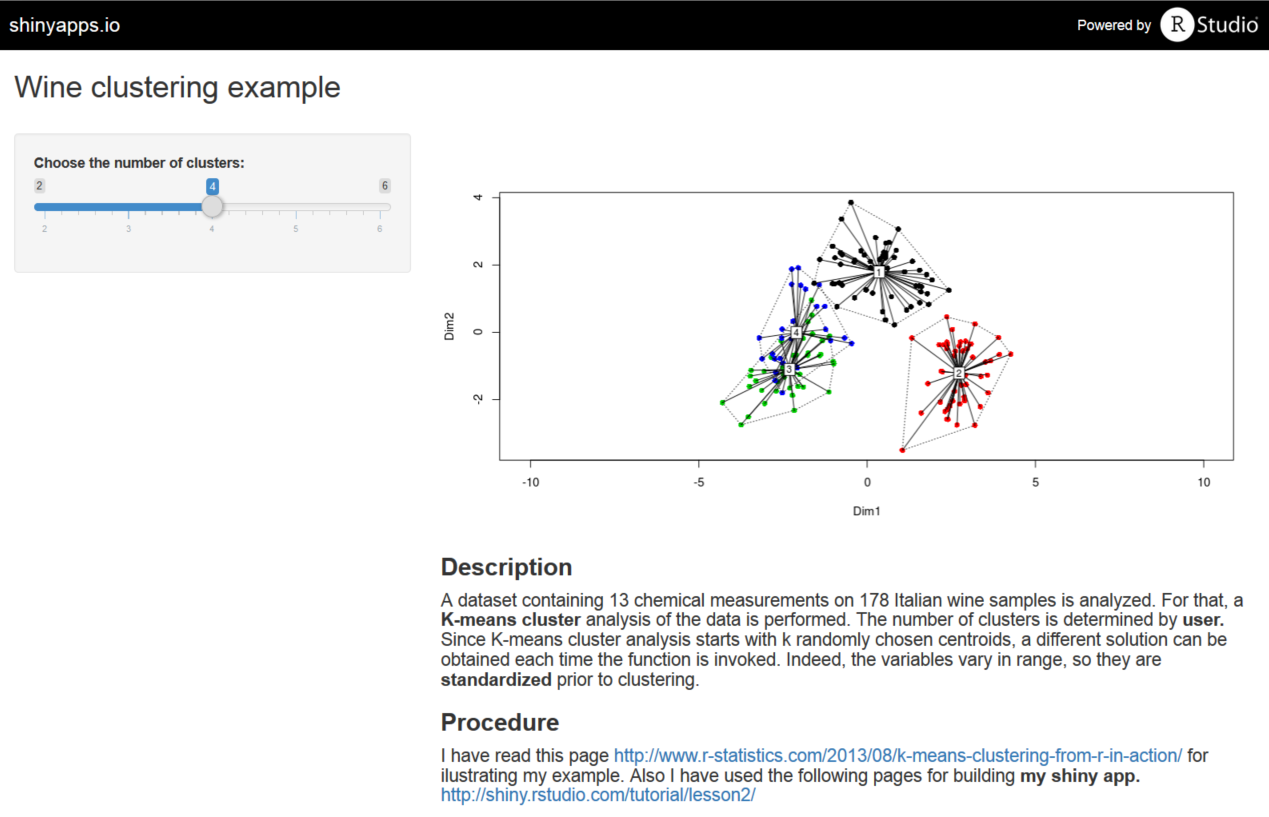 shinyapps.io
Powered by R Studio
Wine clustering example
Choose the number of clusters:
2 4 6
2 3 4 5 6
4
2
0
-2
Dim2
1
4
3
2
-10 -5 0 5 10
Dim1
Description
A dataset containing 13 chemical measurements on 178 Italian wine samples is analyzed. For that, a
K-means cluster analysis of the data is performed. The number of clusters is determined by user.
Since K-means cluster analysis starts with k randomly chosen centroids, a different solution can be
obtained each time the function is invoked. Indeed, the variables vary in range, so they are
standardized prior to clustering.
Procedure
I have read this page http://www.r-statistics.com/2013/08/k-means-clustering-from-r-in-action/ for
ilustrating my example. Also I have used the following pages for building my shiny app.
http://shiny.rstudio.com/tutorial/lesson2/